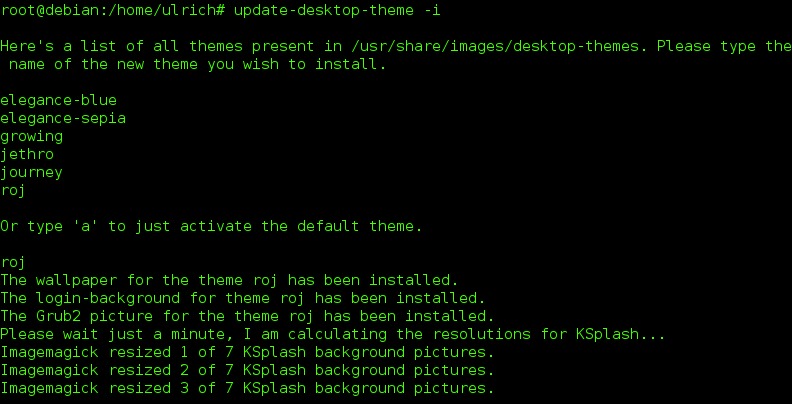 root@debian:/home/ulrich# update-desktop-theme -i
Here's a list of all themes present in /usr/share/images/desktop-themes. Please type the
name of the new theme you wish to install.
elegance-blue
elegance-sepia
growing
jethro
journey
roj
Or type 'a' to just activate the default theme.
roj
The wallpaper for the theme roj has been installed.
The login-background for theme roj has been installed.
The Grub2 picture for the theme roj has been installed.
Please wait just a minute, I am calculating the resolutions for KSplash...
Imagemagick resized 1 of 7 KSplash background pictures.
Imagemagick resized 2 of 7 KSplash background pictures.
Imagemagick resized 3 of 7 KSplash background pictures.